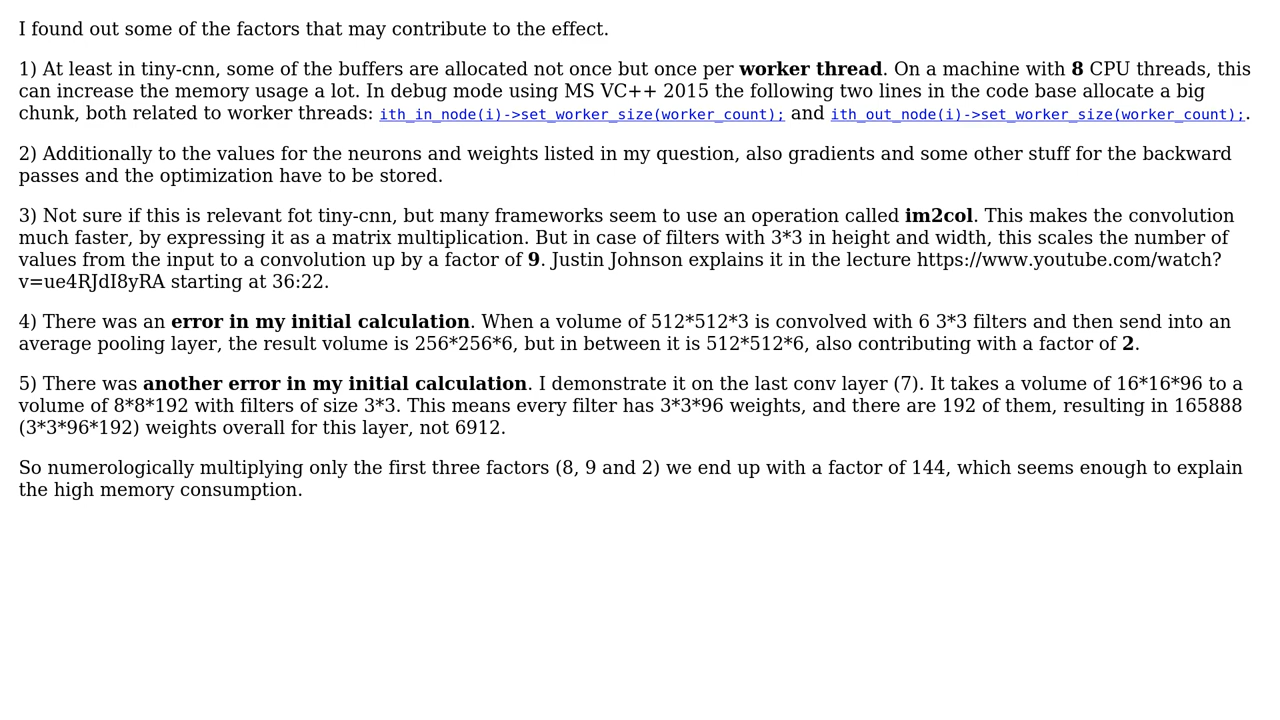 I found out some of the factors that may contribute to the effect.
1) At least in tiny-cnn, some of the buffers are allocated not once but once per worker thread. On a machine with 8 CPU threads, this
can increase the memory usage a lot. In debug mode using MS VC++ 2015 the following two lines in the code base allocate a big
chunk, both related to worker threads: ith_in_node(i)->set_worker_size(worker_count); and ith_out_node(i)->set_worker_size(worker_count);.
2) Additionally to the values for the neurons and weights listed in my question, also gradients and some other stuff for the backward
passes and the optimization have to be stored.
3) Not sure if this is relevant fot tiny-cnn, but many frameworks seem to use an operation called im2col. This makes the convolution
much faster, by expressing it as a matrix multiplication. But in case of filters with 3*3 in height and width, this scales the number of
values from the input to a convolution up by a factor of 9. Justin Johnson explains it in the lecture https://www.youtube.com/watch?
v=ue4RJdI8yRA starting at 36:22.
4) There was an error in my initial calculation. When a volume of 512*512*3 is convolved with 6 3*3 filters and then send into an
average pooling layer, the result volume is 256*256*6, but in between it is 512*512*6, also contributing with a factor of 2.
5) There was another error in my initial calculation. I demonstrate it on the last conv layer (7). It takes a volume of 16*16*96 to a
volume of 8*8*192 with filters of size 3*3. This means every filter has 3*3*96 weights, and there are 192 of them, resulting in 165888
(3*3*96*192) weights overall for this layer, not 6912.
So numerologically multiplying only the first three factors (8, 9 and 2) we end up with a factor of 144, which seems enough to explain
the high memory consumption.